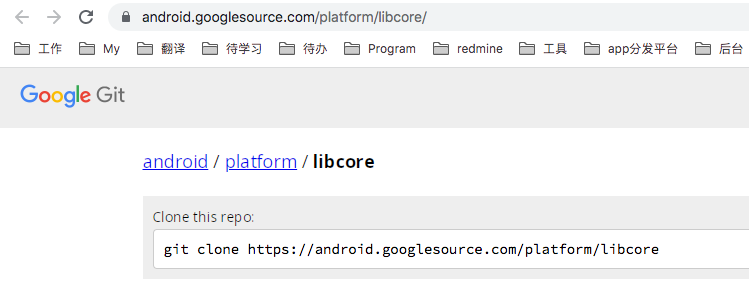 android.googlesource.com/platform/libcore/
工作 My 翻译 待学习 待办 Program redmine 工具 app分发平台 后台
Google Git
android / platform / libcore
Clone this repo:
git clone https://android.googlesource.com/platform/libcore